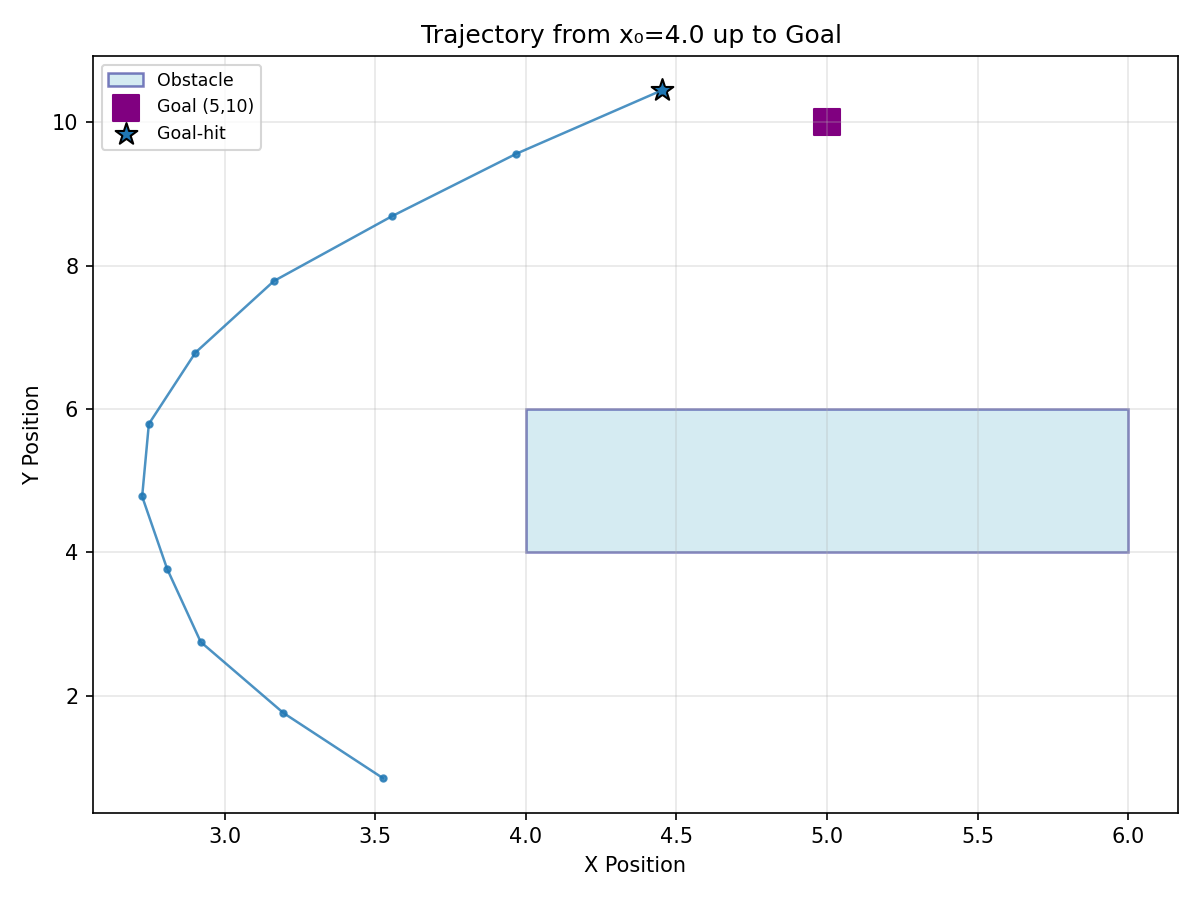 Trajectory from x₀=4.0 up to Goal
Obstacle
Goal (5,10)
Goal-hit
10
8
6
4
2
Y Position
3.0 3.5 4.0 4.5 5.0 5.5 6.0
X Position